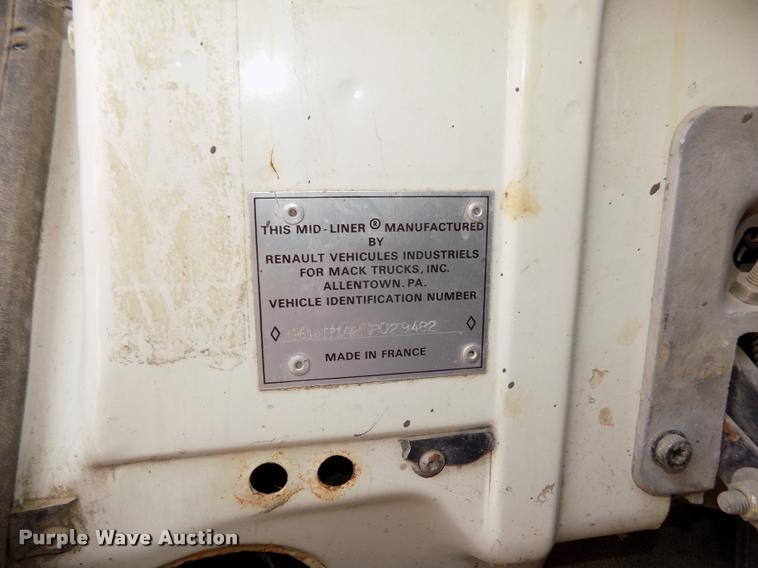 THIS MID-LINER ® MANUFACTURED
BY
RENAULT VEHICULES INDUSTRIELS
FOR MACK TRUCKS, INC.
ALLENTOWN, PA.
VEHICLE IDENTIFICATION NUMBER
MADE IN FRANCE
Purple Wave Auction